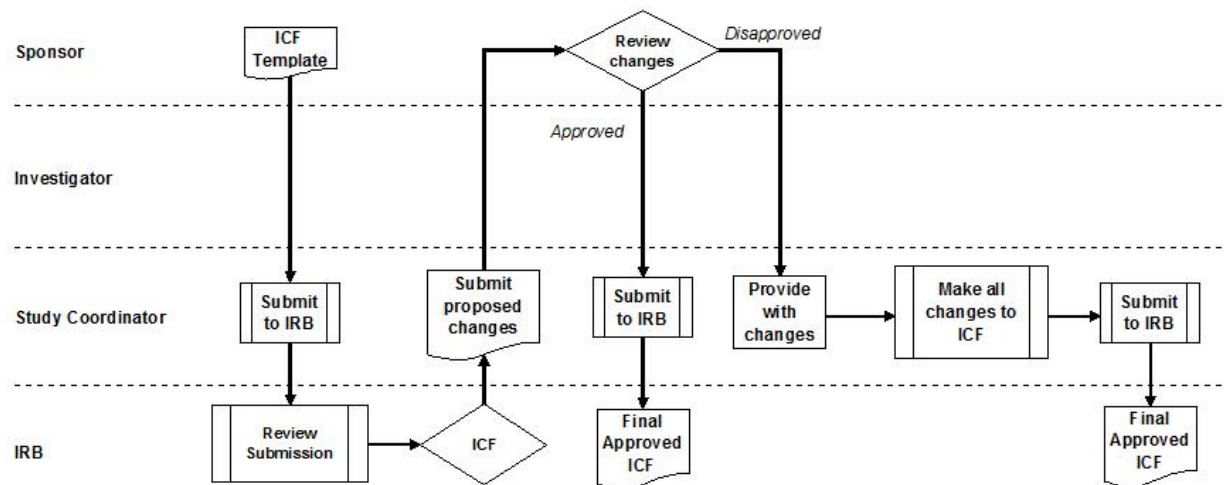 Sponsor
ICF
Template
Review
changes
Disapproved
Approved
Investigator
Study Coordinator
Submit
to IRB
Submit
proposed
changes
Submit
to IRB
Provide
with
changes
Make all
changes to
ICF
Submit
to IRB
IRB
Review
Submission
ICF
Final
Approved
ICF
Final
Approved
ICF